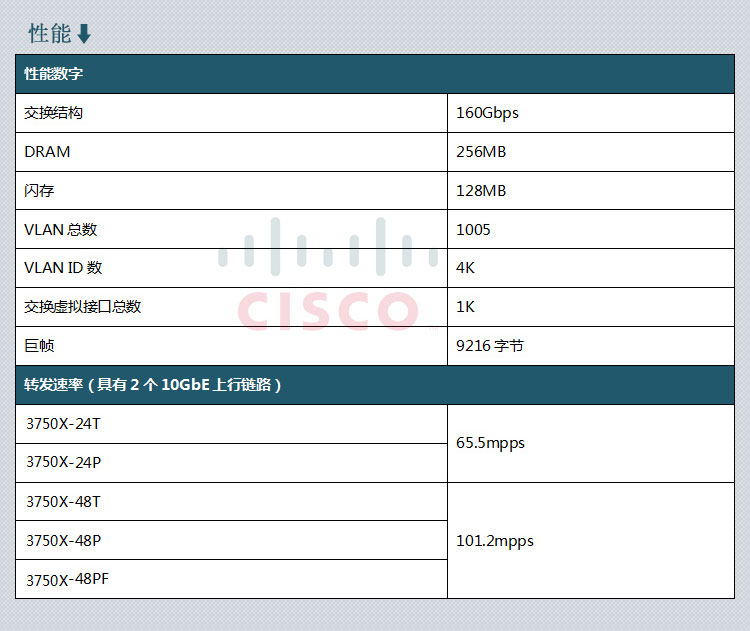 性能
性能数字
交换结构 160Gbps
DRAM 256MB
闪存 128MB
VLAN 总数 1005
VLAN ID 数 4K
交换虚拟接口总数 1K
巨帧 9216 字节
CISCO
转发速率(具有 2 个 10GbE 上行链路)
3750X-24T
65.5mpps
3750X-24P
3750X-48T
3750X-48P 101.2mpps
3750X-48PF